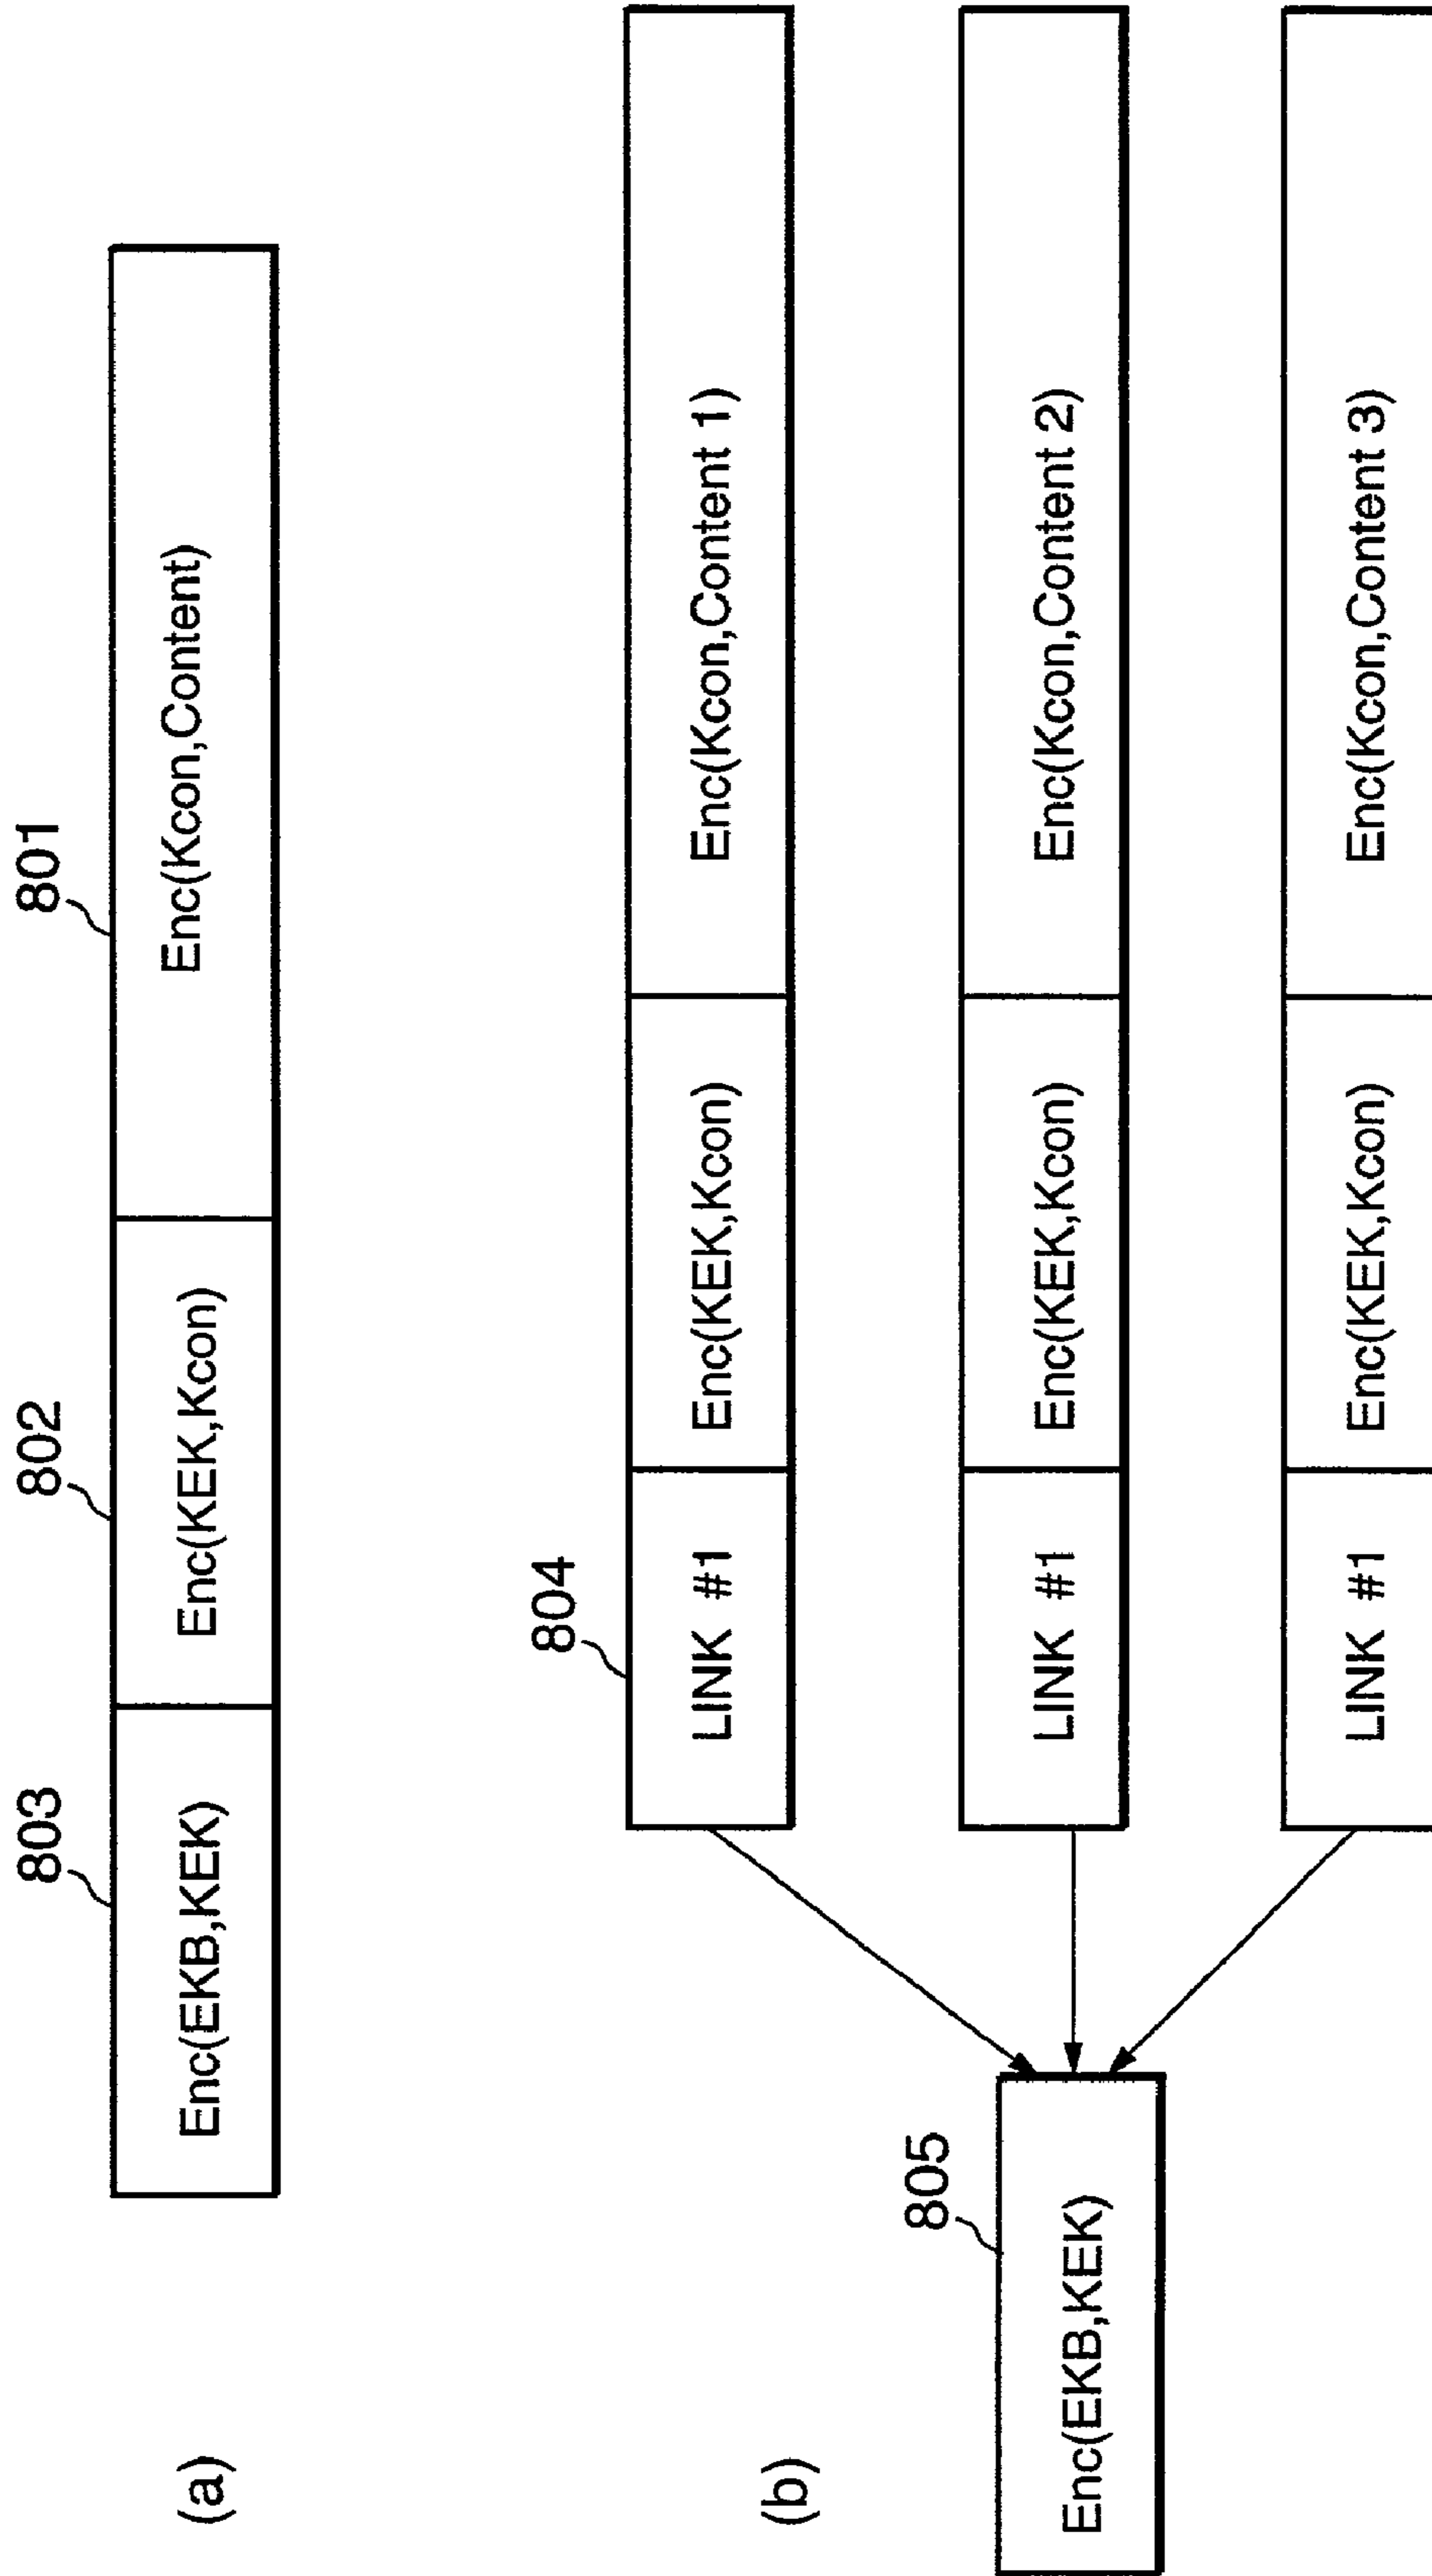 (a)
803
802
801
Enc(EKB,KEK)
Enc(KEK,Kcon)
Enc(Kcon,Content)
(b)
804
LINK #1
Enc(KEK,Kcon)
Enc(Kcon,Content 1)
805
Enc(EKB,KEK)
LINK #1
Enc(KEK,Kcon)
Enc(Kcon,Content 2)
LINK #1
Enc(KEK,Kcon)
Enc(Kcon,Content 3)